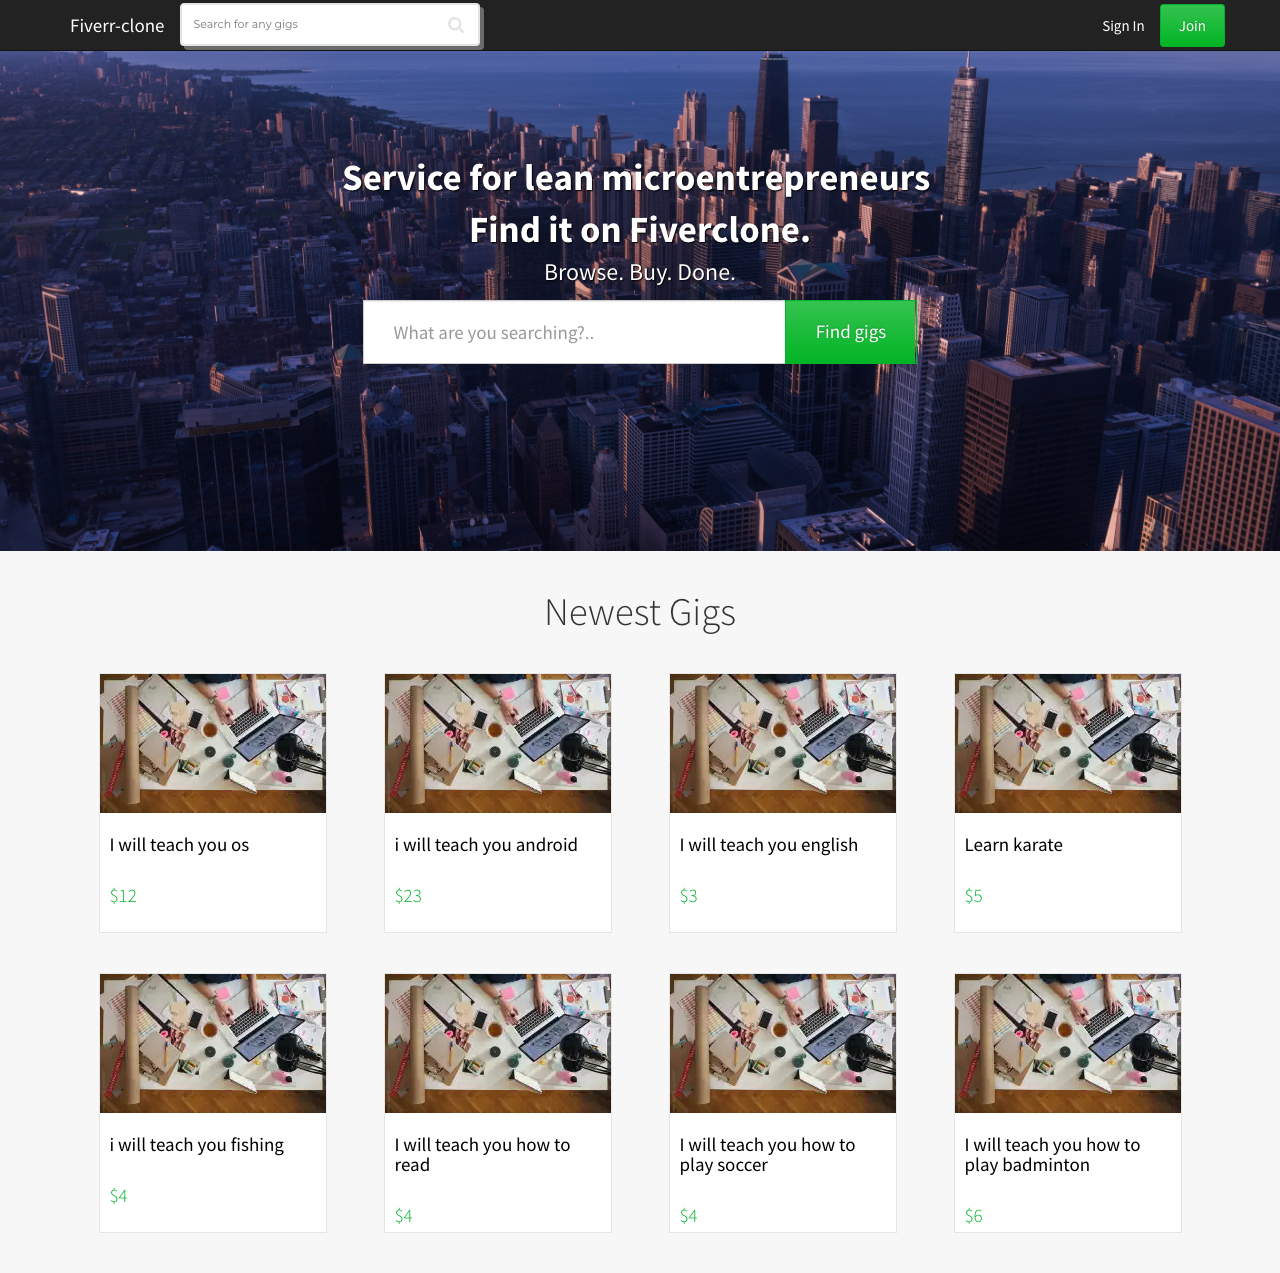 Fiverr-clone
Search for any gigs
Sign In
Join
Service for lean microentrepreneurs
Find it on Fiverclone.
Browse. Buy. Done.
What are you searching?..
Find gigs
Newest Gigs
I will teach you os
$12
i will teach you android
$23
I will teach you english
$3
Learn karate
$5
i will teach you fishing
$4
I will teach you how to
read
$4
I will teach you how to
play soccer
$4
I will teach you how to
play badminton
$6